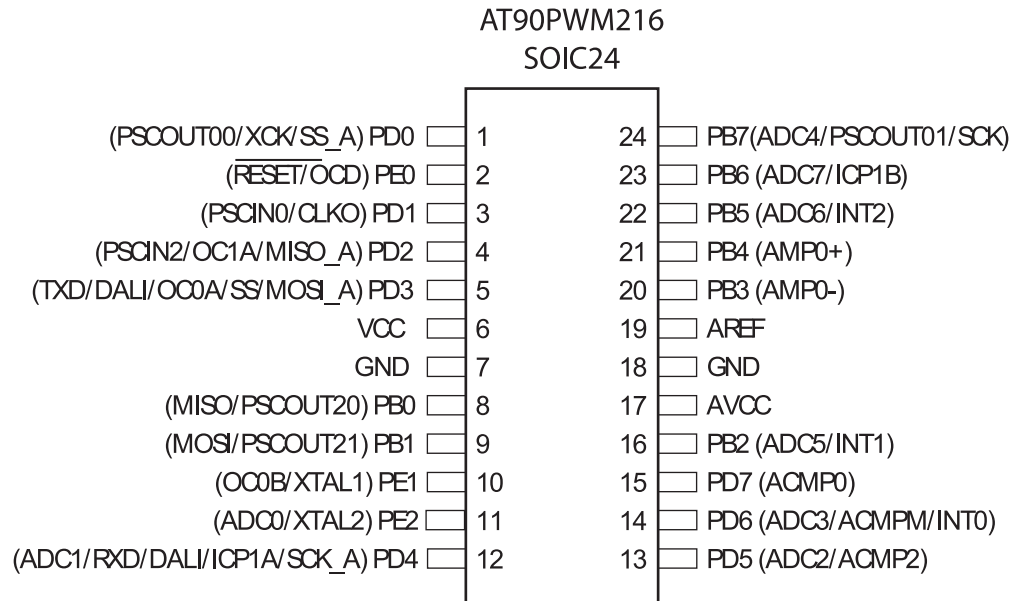 AT90PWM216
SOIC24
(PSCOUT00/XCK/SS_A) PD0 1 24 PB7(ADC4/PSCOUT01/SCK)
(RESET/OCD) PE0 2 23 PB6 (ADC7/ICP1B)
(PSCIN0/CLKO) PD1 3 22 PB5 (ADC6/INT2)
(PSCIN2/OC1A/MISO_A) PD2 4 21 PB4 (AMP0+)
(TXD/DALI/OC0A/SS/MOSI_A) PD3 5 20 PB3 (AMP0-)
VCC 6 19 AREF
GND 7 18 GND
(MISO/PSCOUT20) PB0 8 17 AVCC
(MOSI/PSCOUT21) PB1 9 16 PB2 (ADC5/INT1)
(OC0B/XTAL1) PE1 10 15 PD7 (ACMP0)
(ADC0/XTAL2) PE2 11 14 PD6 (ADC3/ACMPM/INT0)
(ADC1/RXD/DALI/ICP1A/SCK_A) PD4 12 13 PD5 (ADC2/ACMP2)